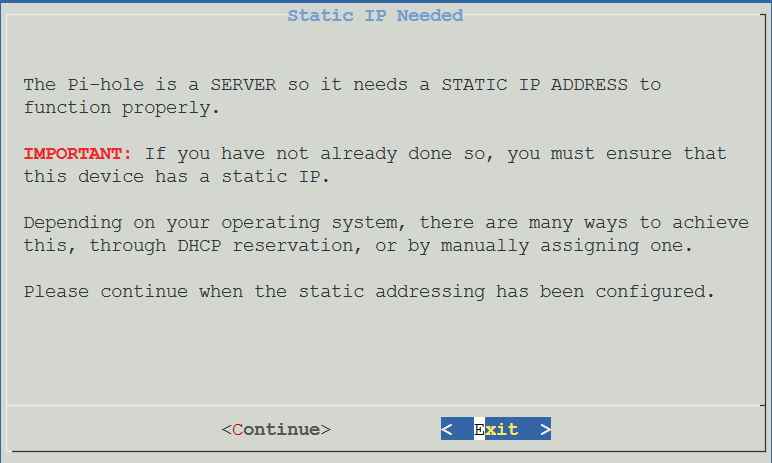 Static IP Needed
The Pi-hole is a SERVER so it needs a STATIC IP ADDRESS to
function properly.
IMPORTANT: If you have not already done so, you must ensure that
this device has a static IP.
Depending on your operating system, there are many ways to achieve
this, through DHCP reservation, or by manually assigning one.
Please continue when the static addressing has been configured.
<Continue> < Exit >